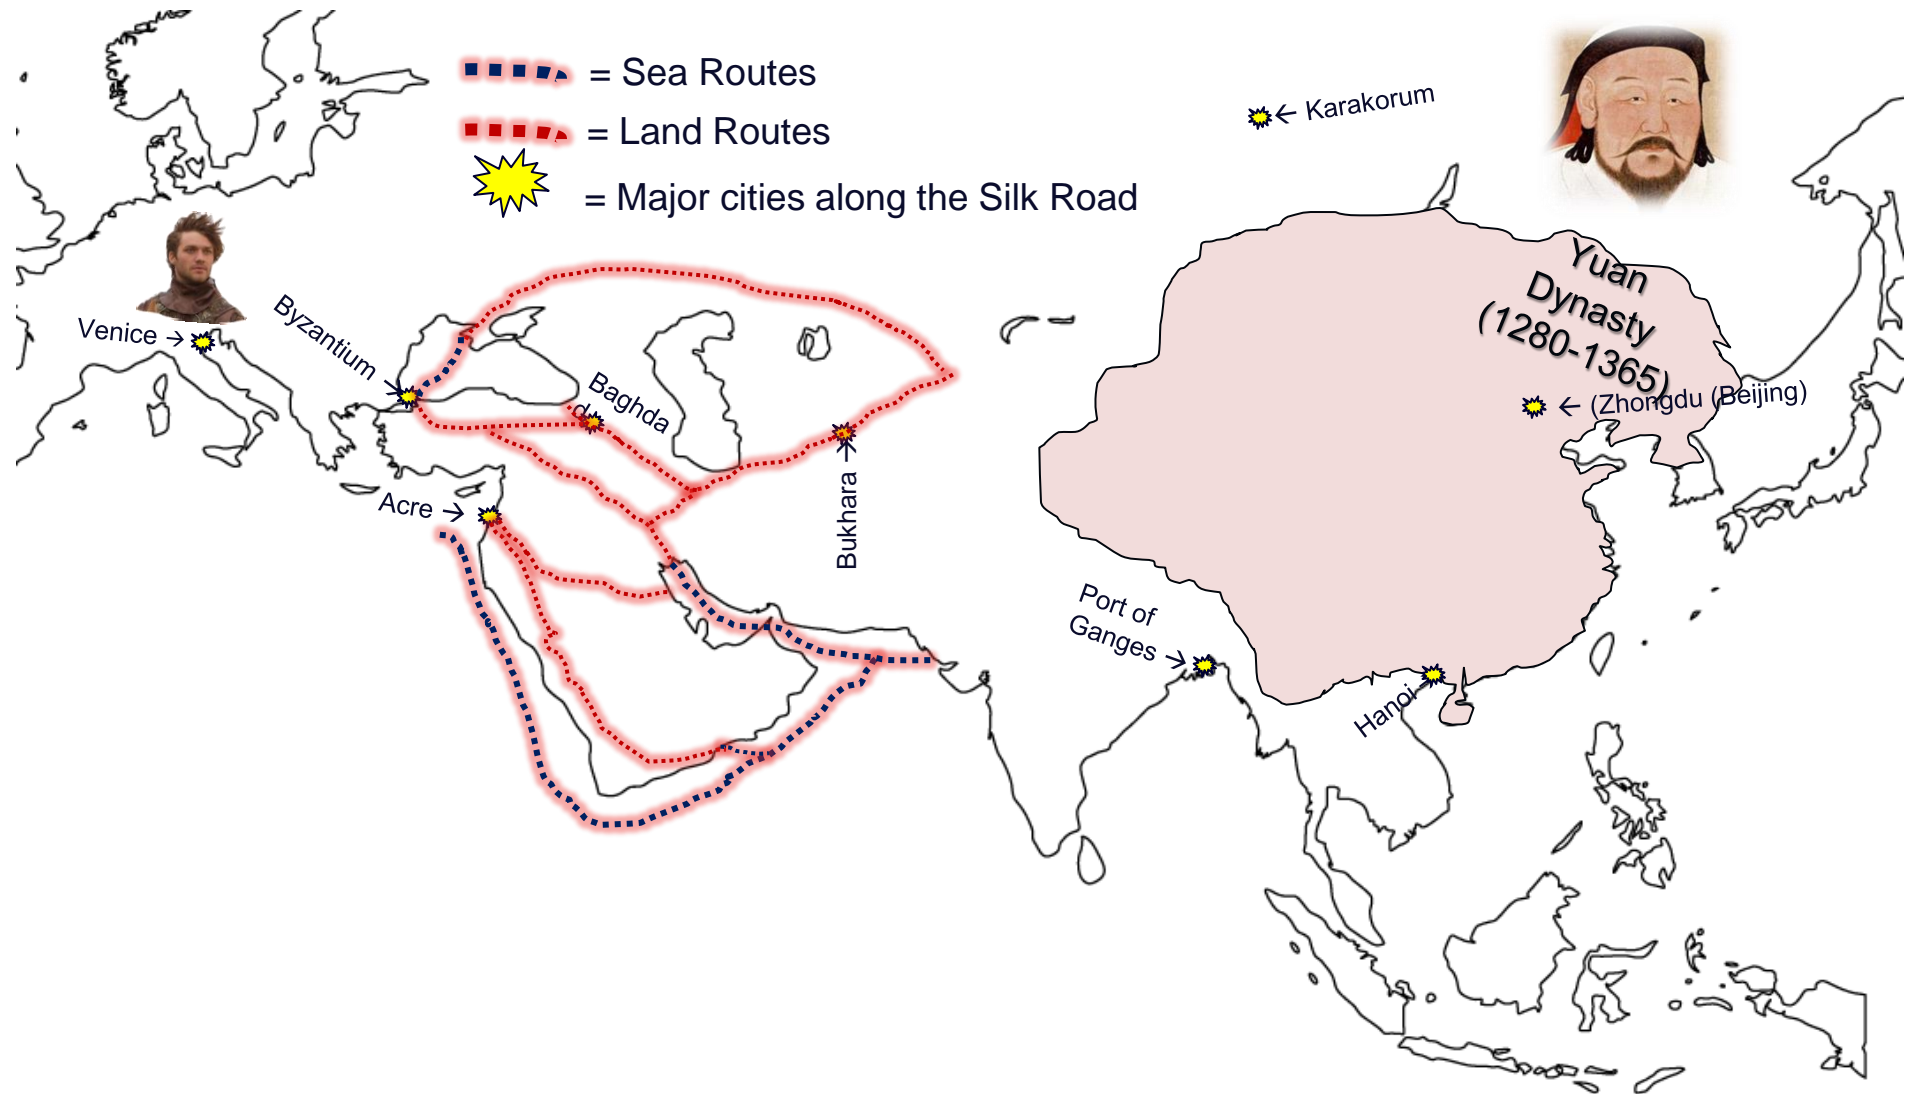 = Sea Routes
= Land Routes
= Major cities along the Silk Road
← Karakorum
Yuan
Dynasty
(1280-1365)
← (Zhongdu (Beijing)
Venice →
Byzantium →
Baghda
d→
Acre →
Bukhara →
Port of
Ganges →
Hanoi →